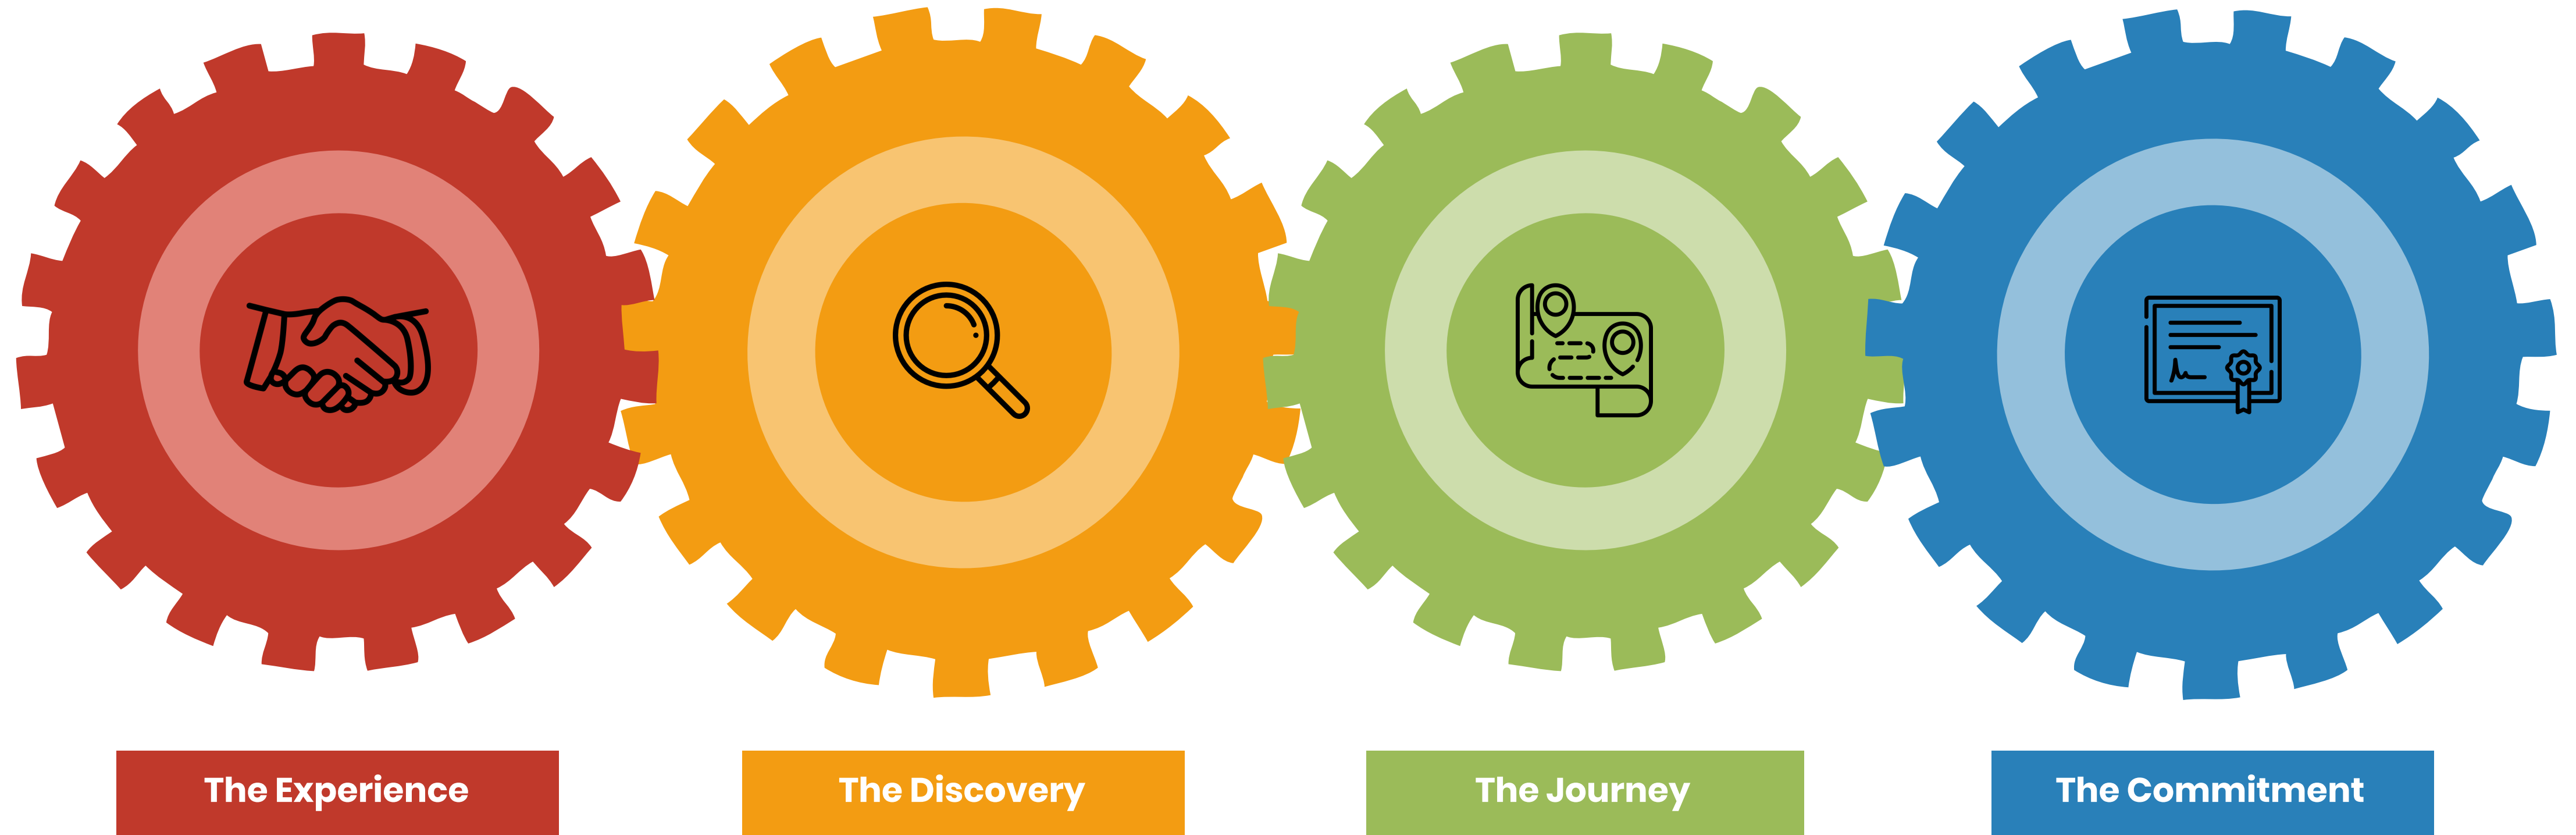 The Experience
The Discovery
The Journey
The Commitment